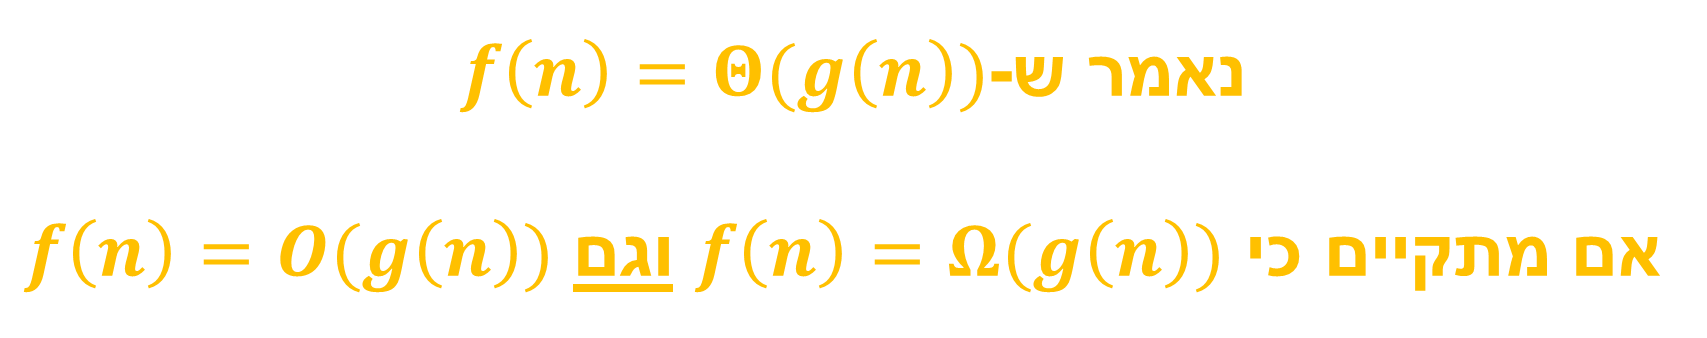 נאמר ש-f(n) = Θ(g(n))
אם מתקיים כי f(n) = Ω(g(n)) וגם f(n) = O(g(n))